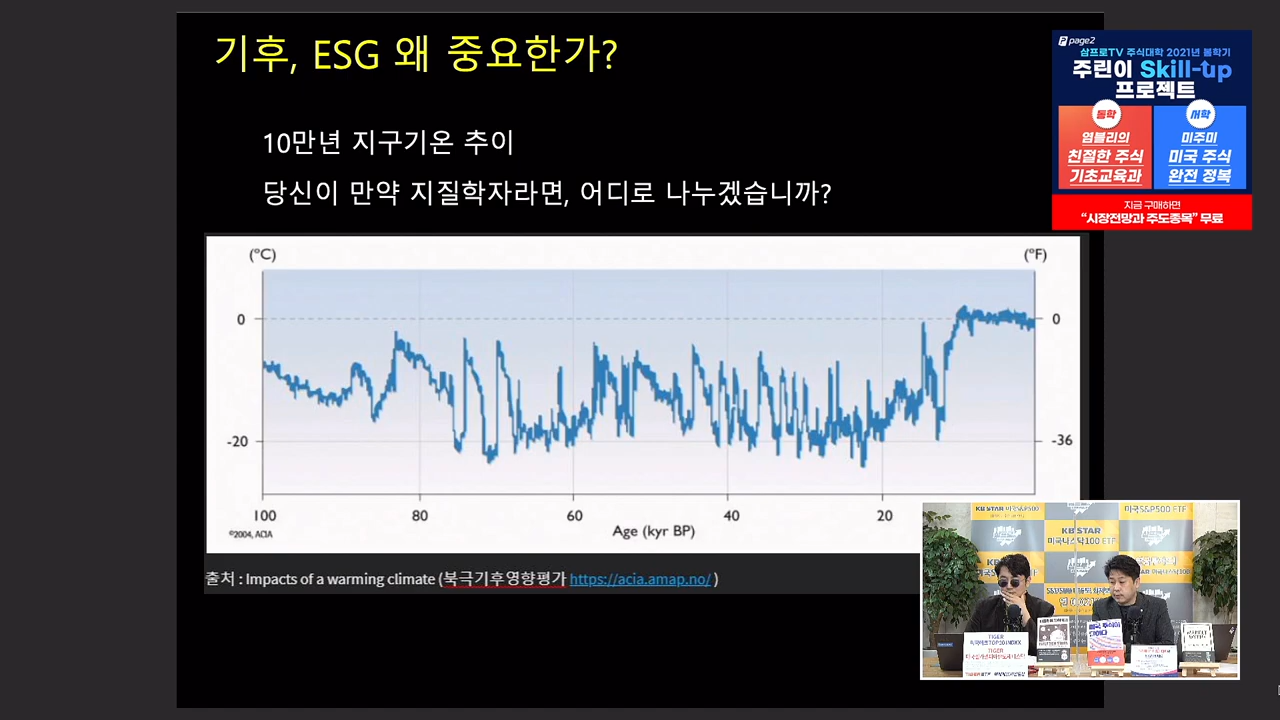 기후, ESG 왜 중요한가?
10만년 지구기온 추이
당신이 만약 지질학자라면, 어디로 나누겠습니까?
(°C)
(°F)
0
0
-20
-36
100
80
60
40
20
Age (kyr BP)
©2004, ACIA
출처 : Impacts of a warming climate (북극기후영향평가 https://acia.amap.no/ )
page2
삼프로TV 주식대학 2021년 봄학기
주린이 Skill-up
프로젝트
동학
염블리의
친절한 주식
기초교육과
서학
미주미
미국 주식
완전 정복
지금 구매하면
"시장전망과 주도종목" 무료
KB STAR 미국S&P500
미국S&P500 ETF
KB STAR
미국나스닥100 ETF
TIGER
TIGER